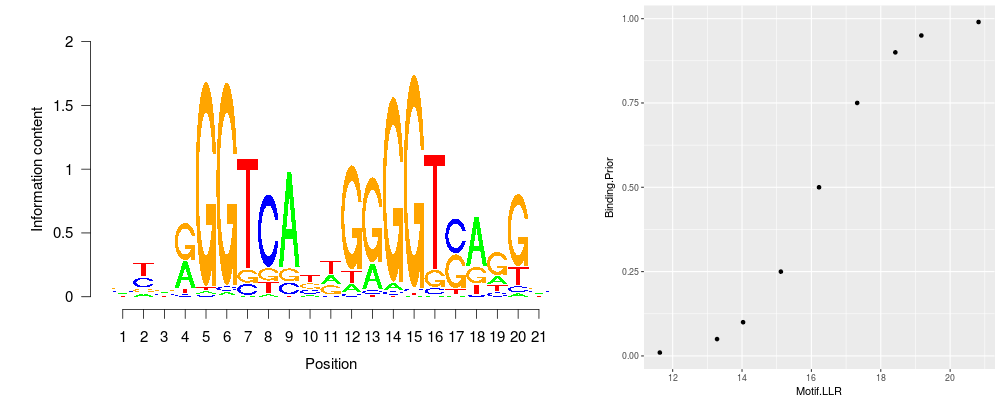 2
1.5
1
0.5
0
Information content
T C
G A
G
G
T G C
C G T
A G C
T
T A G
G T A
G A
G
G
T G
C G
A G T
G A T
G T C
1 2 3 4 5 6 7 8 9 10 11 12 13 14 15 16 17 18 19 20 21
Position
1.00
0.75
0.50
0.25
0.00
Binding.Prior
12 14 16 18 20
Motif.LLR